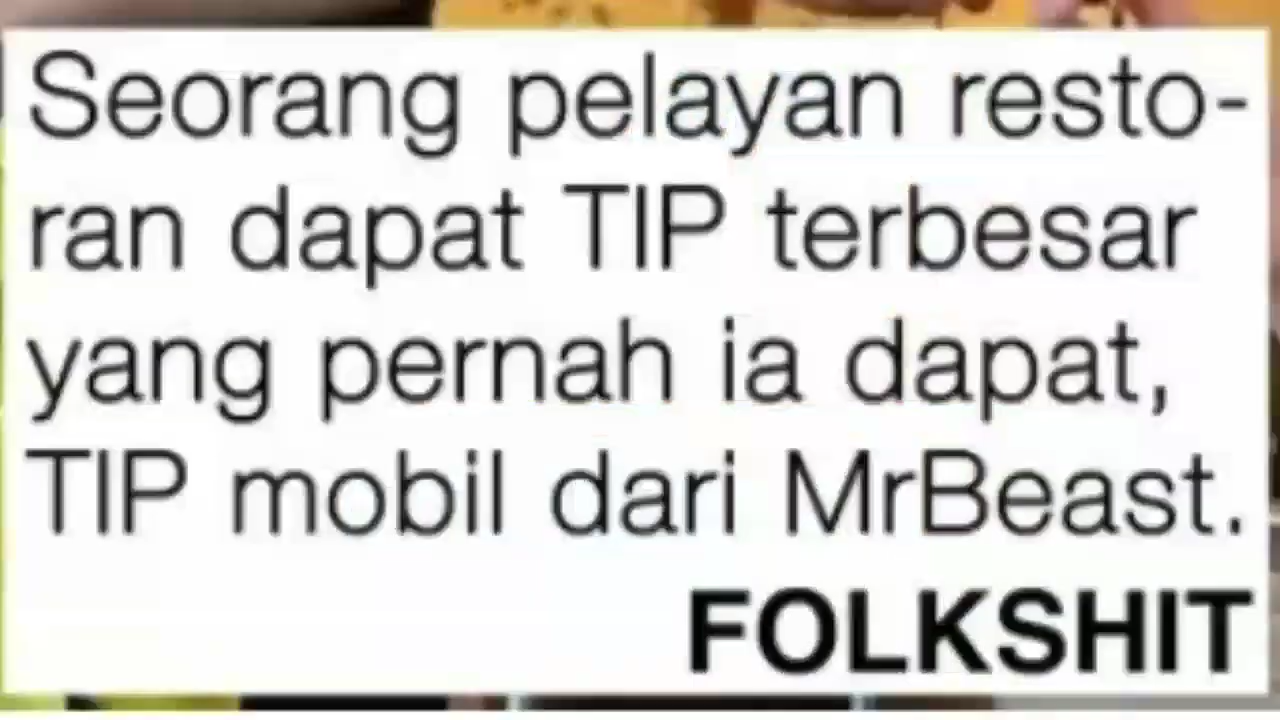 Seorang pelayan resto-
ran dapat TIP terbesar
yang pernah ia dapat,
TIP mobil dari MrBeast.
FOLKSHIT